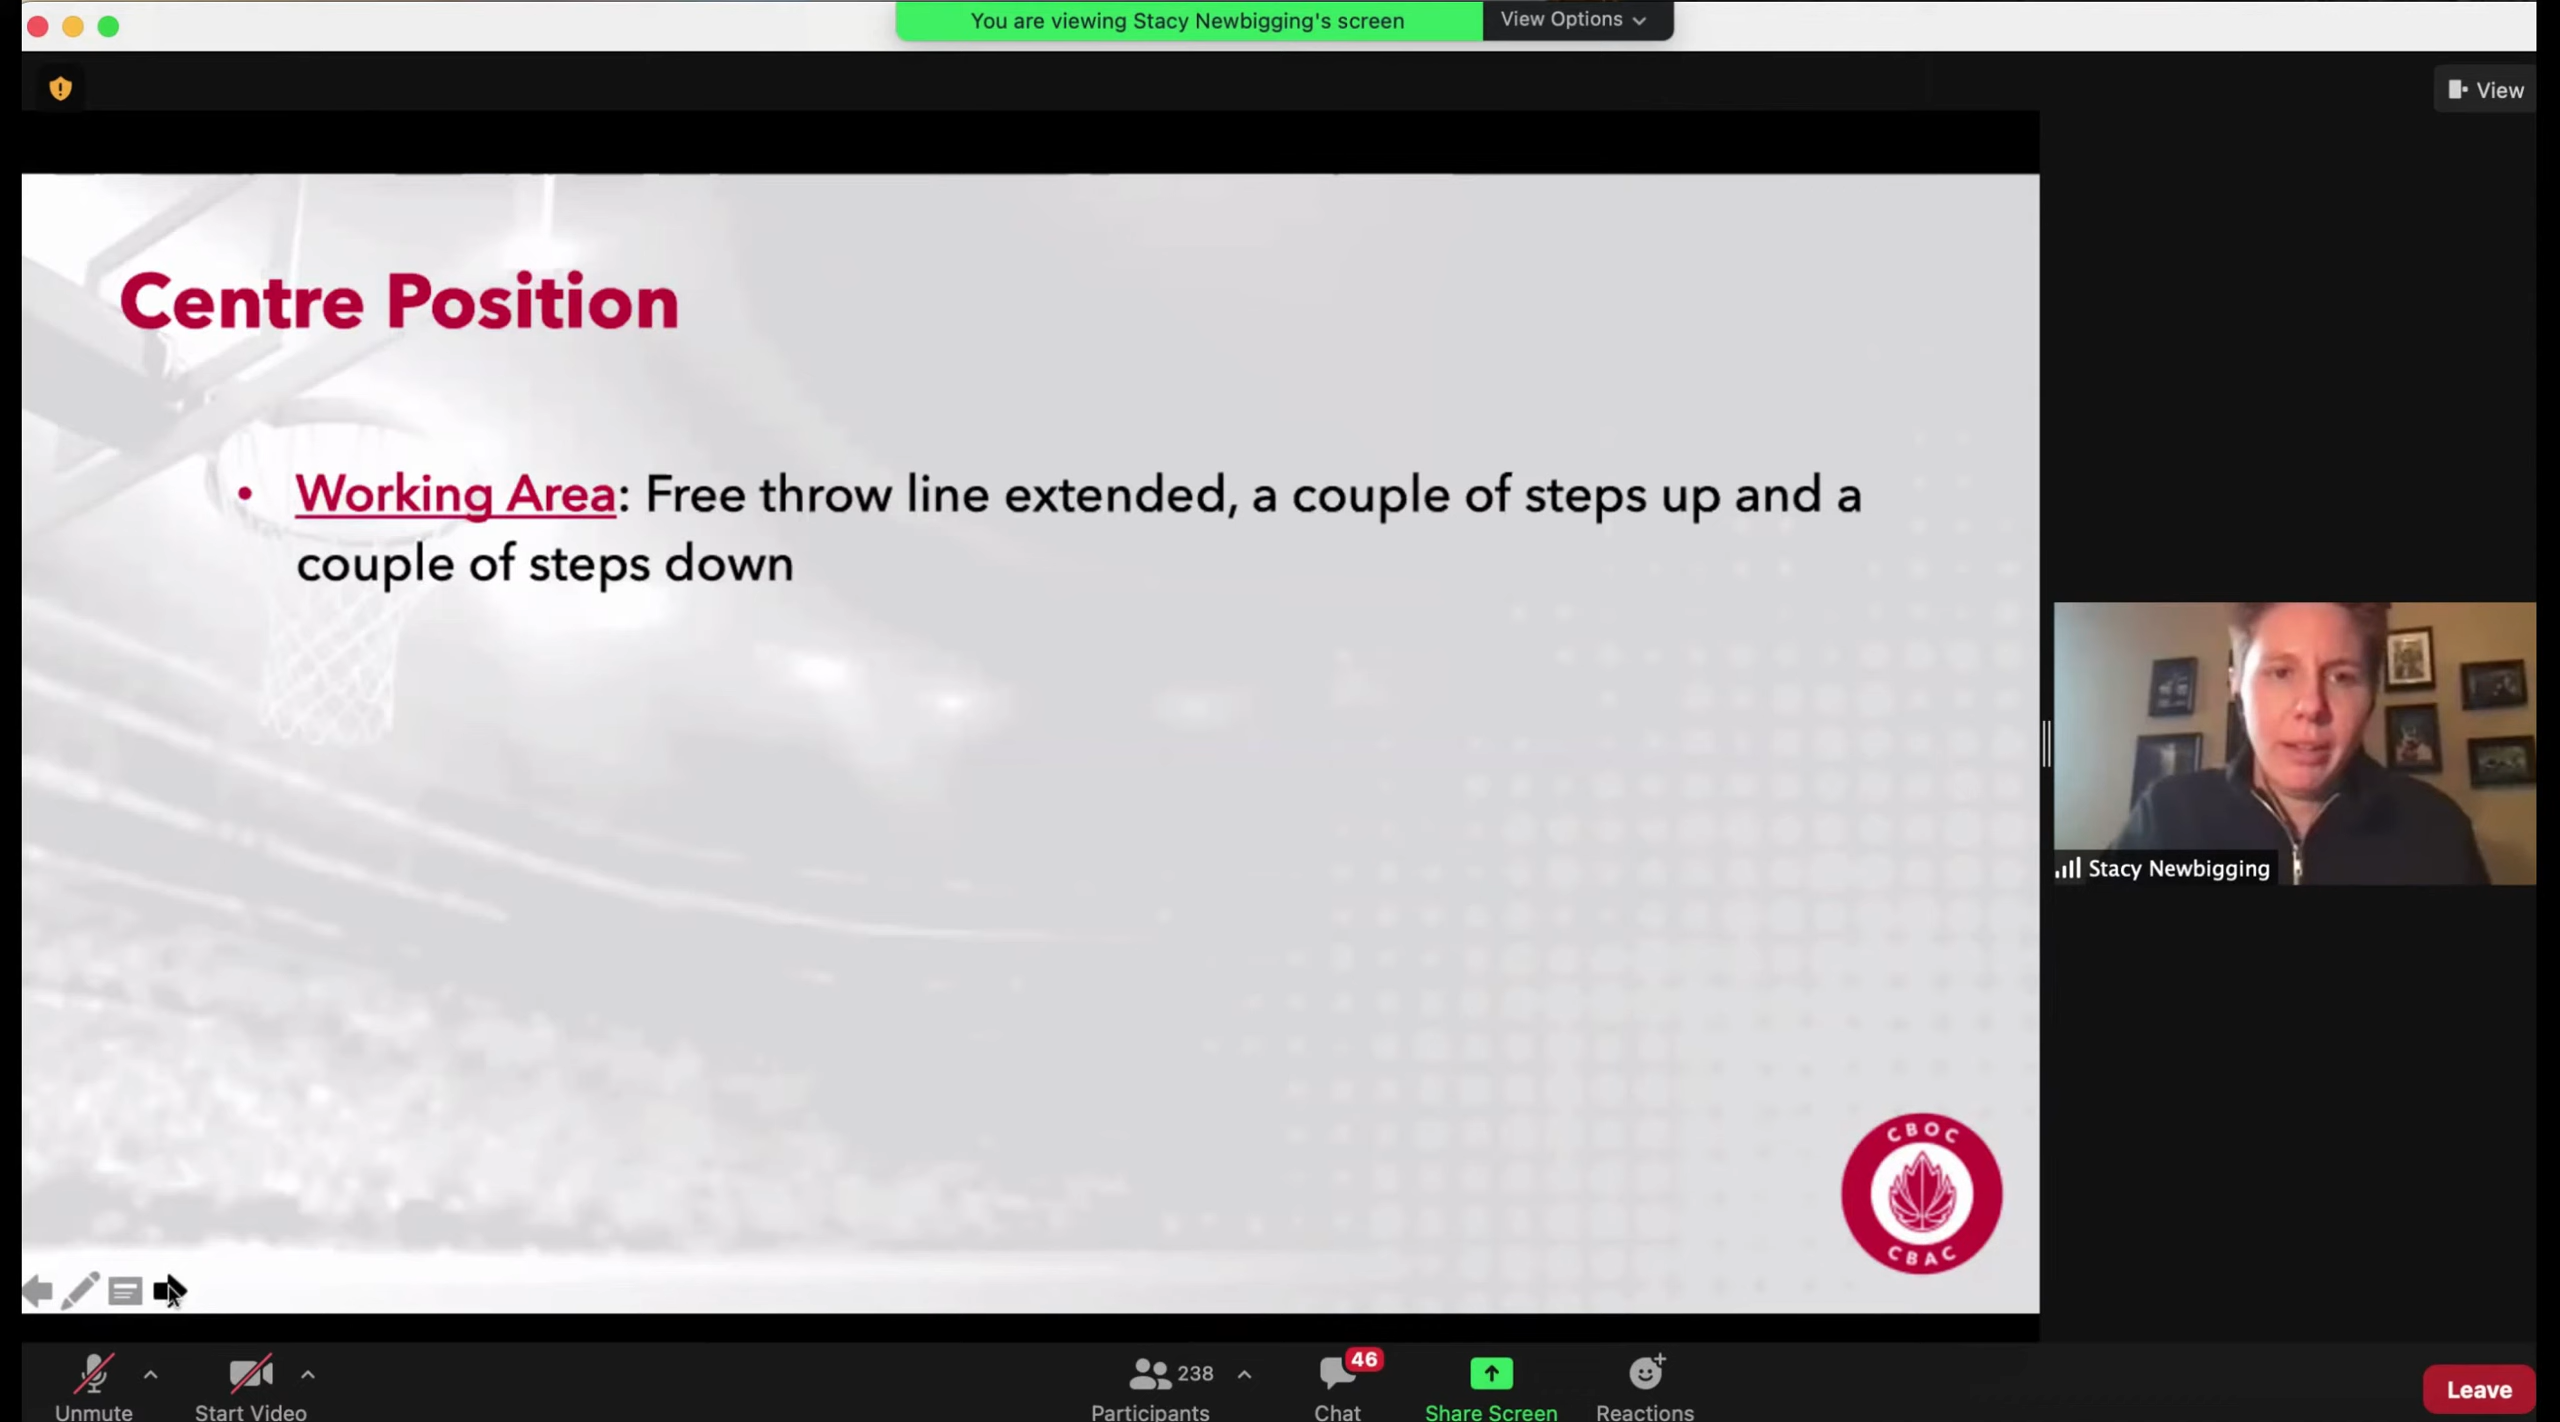 You are viewing Stacy Newbigging's screen
View Options
View
Centre Position
• Working Area: Free throw line extended, a couple of steps up and a
couple of steps down
Stacy Newbigging
CBOC
CBAC
238
46
Unmute
Start Video
Participants
Chat
Share Screen
Reactions
Leave